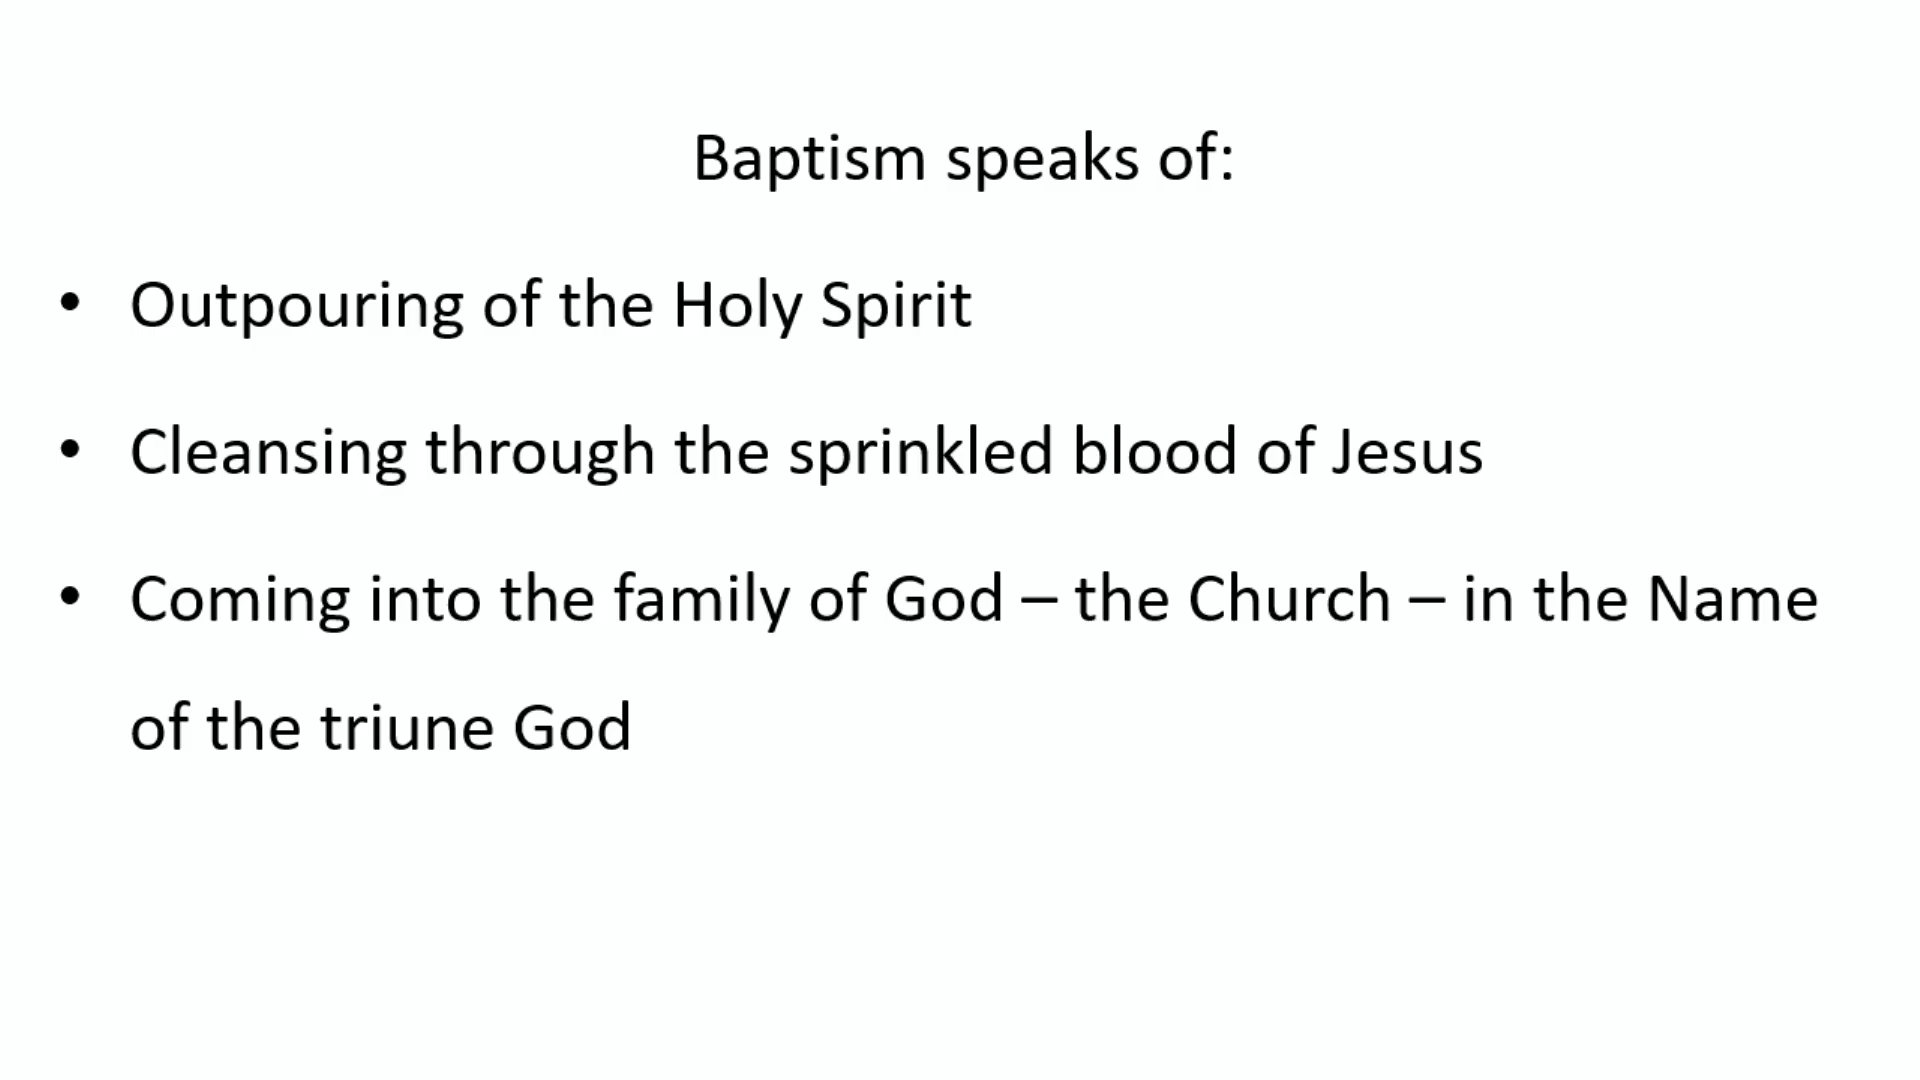 Baptism speaks of:
• Outpouring of the Holy Spirit
• Cleansing through the sprinkled blood of Jesus
• Coming into the family of God – the Church – in the Name
of the triune God